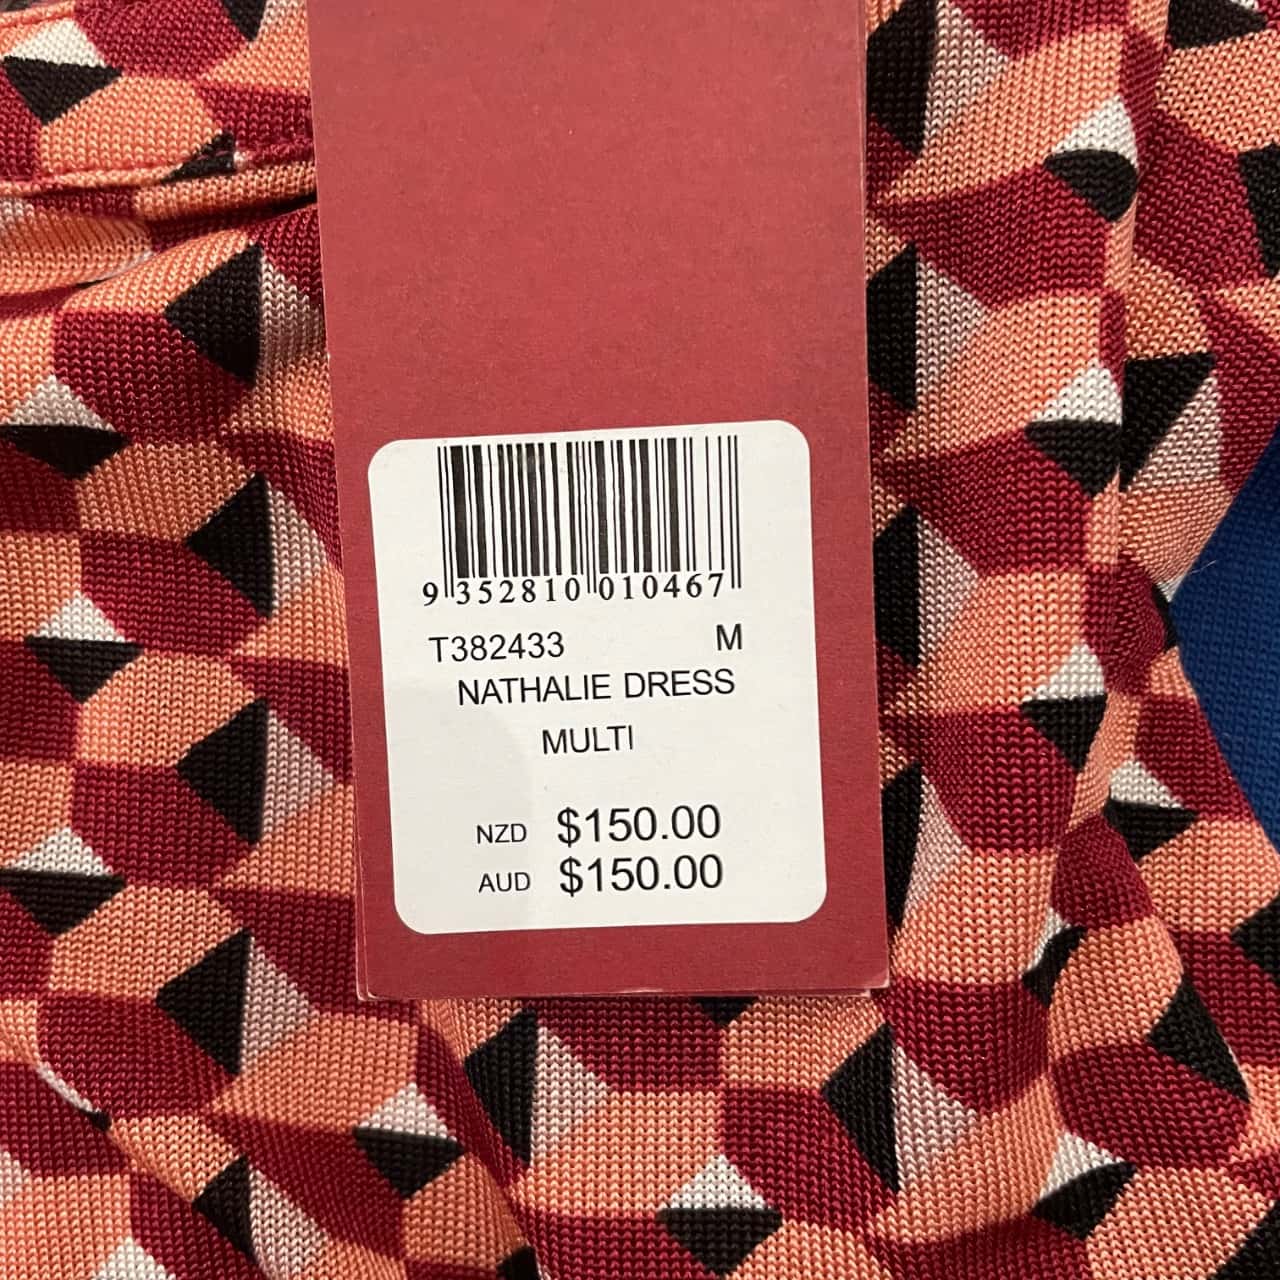 9 352810 010467
T382433 M
NATHALIE DRESS
MULTI
NZD $150.00
AUD $150.00